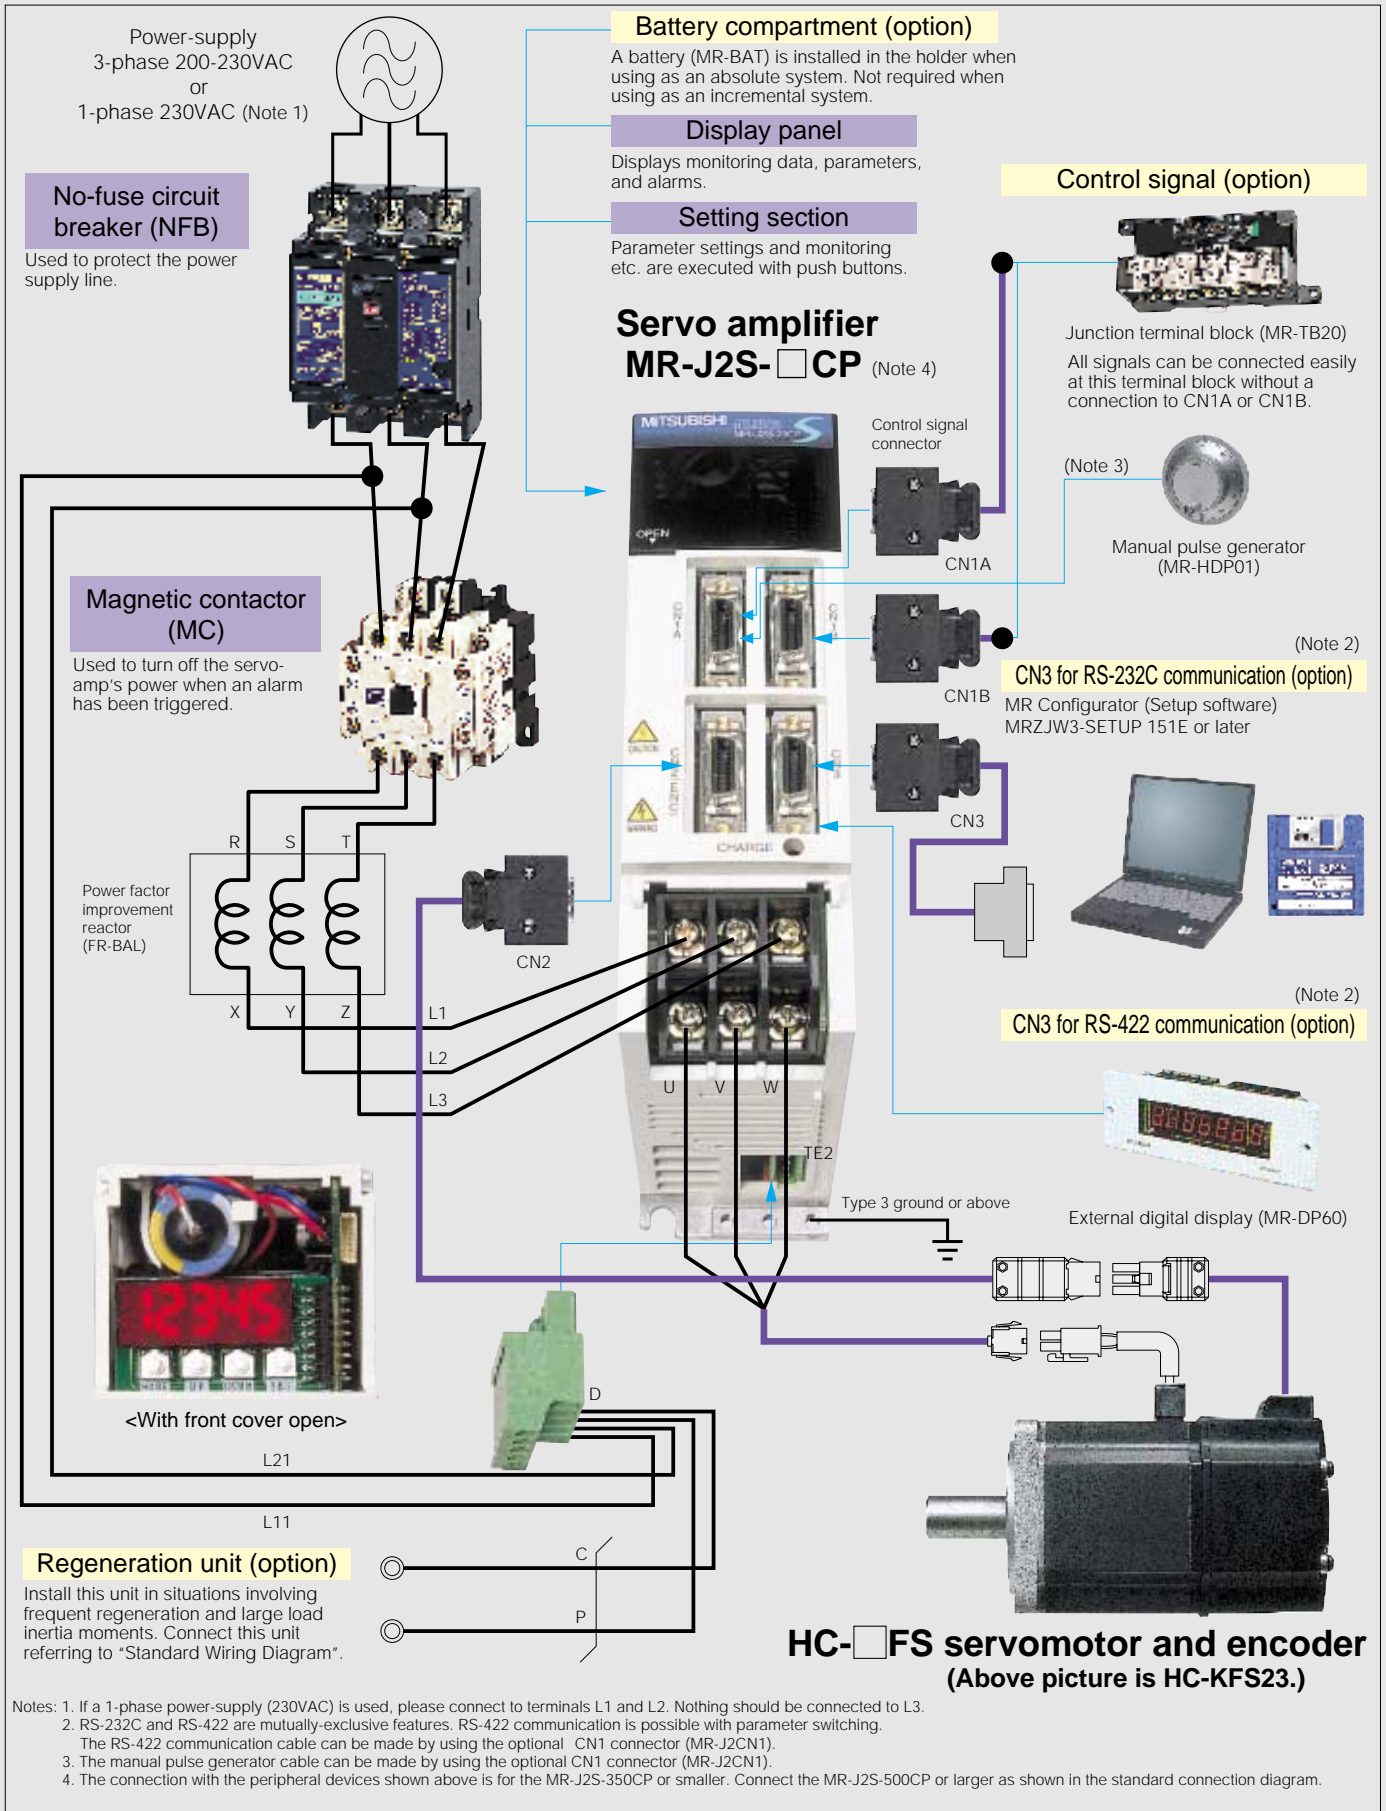 Power-supply
3-phase 200-230VAC
or
1-phase 230VAC (Note 1)
No-fuse circuit
breaker (NFB)
Used to protect the power
supply line.
Battery compartment (option)
A battery (MR-BAT) is installed in the holder when
using as an absolute system. Not required when
using as an incremental system.
Display panel
Displays monitoring data, parameters,
and alarms.
Setting section
Parameter settings and monitoring
etc. are executed with push buttons.
Servo amplifier
MR-J2S-□CP (Note 4)
Control signal (option)
Junction terminal block (MR-TB20)
All signals can be connected easily
at this terminal block without a
connection to CN1A or CN1B.
MITSUBISHI
OPEN
Control signal
connector
CN1A
(Note 3)
Manual pulse generator
(MR-HDP01)
CN1B
Magnetic contactor
(MC)
Used to turn off the servo-
amp's power when an alarm
has been triggered.
(Note 2)
CN3 for RS-232C communication (option)
MR Configurator (Setup software)
MRZJW3-SETUP 151E or later
CN3
CHARGE
R S T
Power factor
improvement
reactor
(FR-BAL)
X Y Z
CN2
L1
L2
L3
U V W
TE2
(Note 2)
CN3 for RS-422 communication (option)
External digital display (MR-DP60)
Type 3 ground or above
12345
<With front cover open>
D
L21
L11
Regeneration unit (option)
Install this unit in situations involving
frequent regeneration and large load
inertia moments. Connect this unit
referring to "Standard Wiring Diagram".
C
P
HC-□FS servomotor and encoder
(Above picture is HC-KFS23.)
Notes: 1. If a 1-phase power-supply (230VAC) is used, please connect to terminals L1 and L2. Nothing should be connected to L3.
2. RS-232C and RS-422 are mutually-exclusive features. RS-422 communication is possible with parameter switching.
The RS-422 communication cable can be made by using the optional CN1 connector (MR-J2CN1).
3. The manual pulse generator cable can be made by using the optional CN1 connector (MR-J2CN1).
4. The connection with the peripheral devices shown above is for the MR-J2S-350CP or smaller. Connect the MR-J2S-500CP or larger as shown in the standard connection diagram.